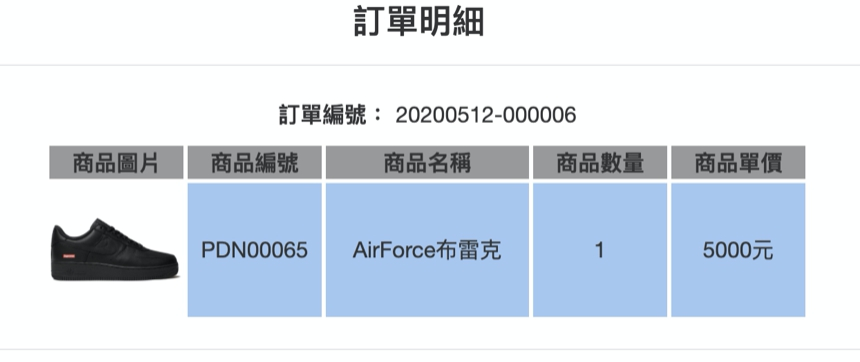 訂單明細
訂單編號： 20200512-000006
商品圖片 商品編號 商品名稱 商品數量 商品單價
PDN00065 AirForce布雷克 1 5000元